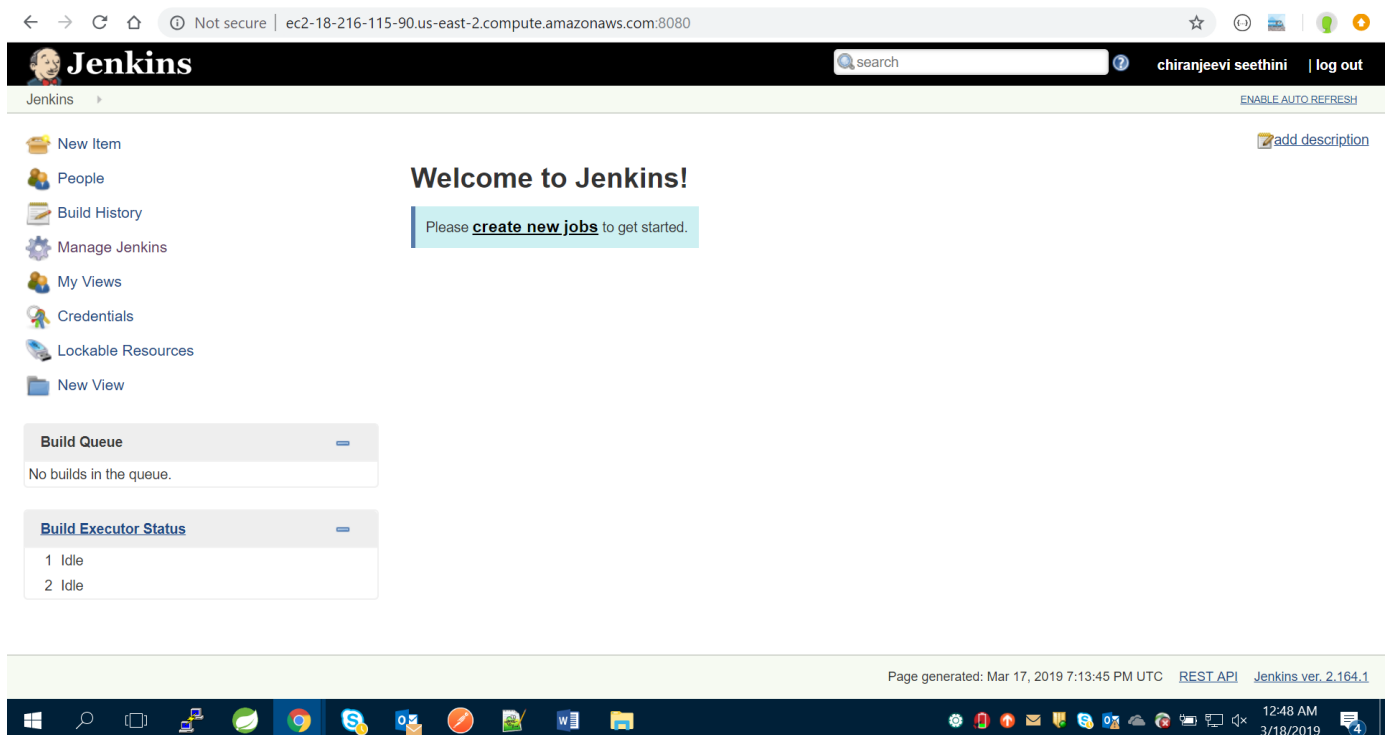 Not secure | ec2-18-216-115-90.us-east-2.compute.amazonaws.com:8080
Jenkins
search
chiranjeevi seethini | log out
Jenkins
ENABLE AUTO REFRESH
add description
New Item
People
Build History
Manage Jenkins
My Views
Credentials
Lockable Resources
New View
Welcome to Jenkins!
Please create new jobs to get started.
Build Queue
No builds in the queue.
Build Executor Status
1 Idle
2 Idle
Page generated: Mar 17, 2019 7:13:45 PM UTC REST API Jenkins ver. 2.164.1
12:48 AM
3/18/2019
4